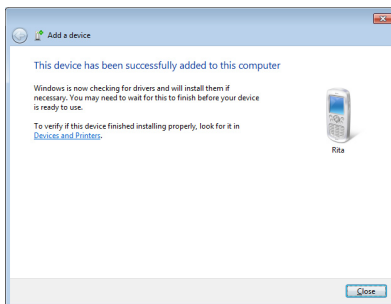 Add a device
This device has been successfully added to this computer
Windows is now checking for drivers and will install them if
necessary. You may need to wait for this to finish before your device
is ready to use.
To verify if this device finished installing properly, look for it in
Devices and Printers.
Rita
Close